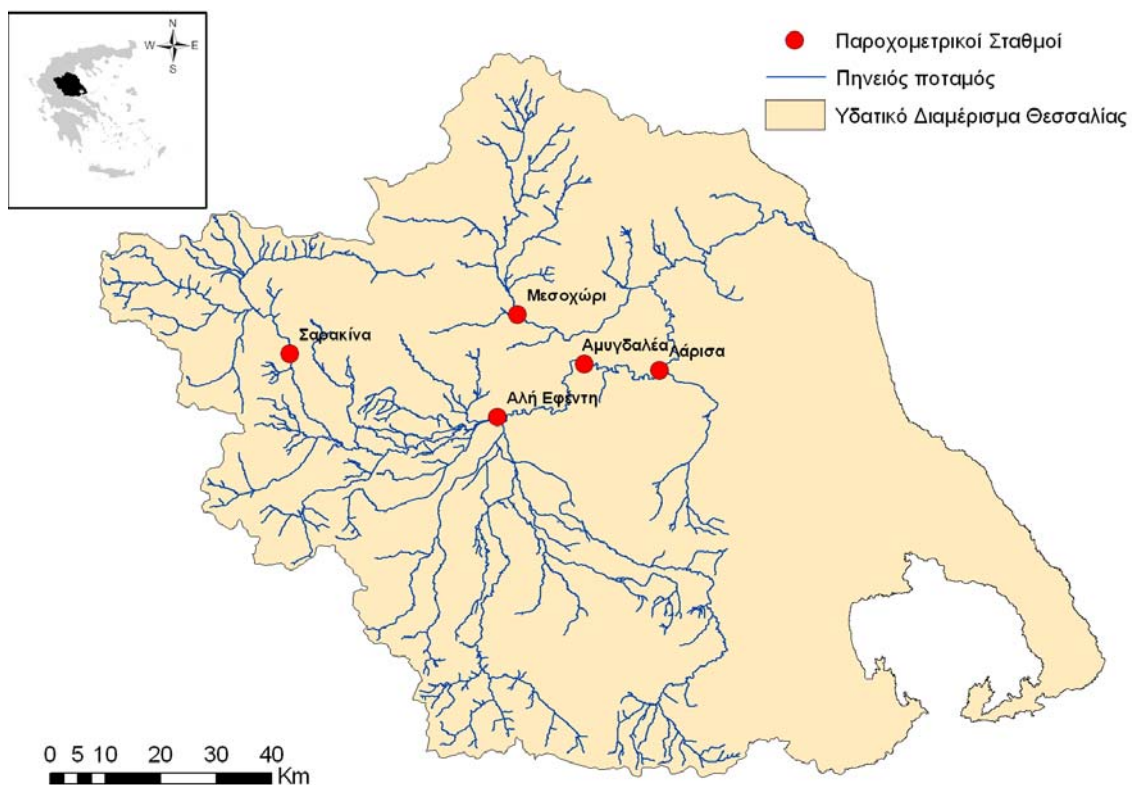 N
W E
S
Παροχομετρικοί Σταθμοί
Πηνειός ποταμός
Υδατικό Διαμέρισμα Θεσσαλίας
Μεσοχώρι
Σαρακίνα
Αμυγδαλέα
Λάρισα
Αλή Εφέντη
0 5 10 20 30 40
Km